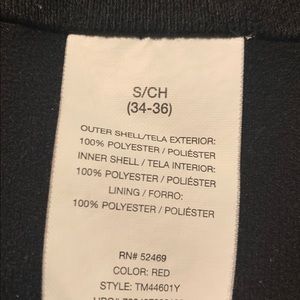 S/CH
(34-36)
OUTER SHELL/TELA EXTERIOR:
100% POLYESTER / POLIÉSTER
INNER SHELL / TELA INTERIOR:
100% POLYESTER / POLIÉSTER
LINING / FORRO:
100% POLYESTER / POLIÉSTER
RN# 52469
COLOR: RED
STYLE: TM44601Y